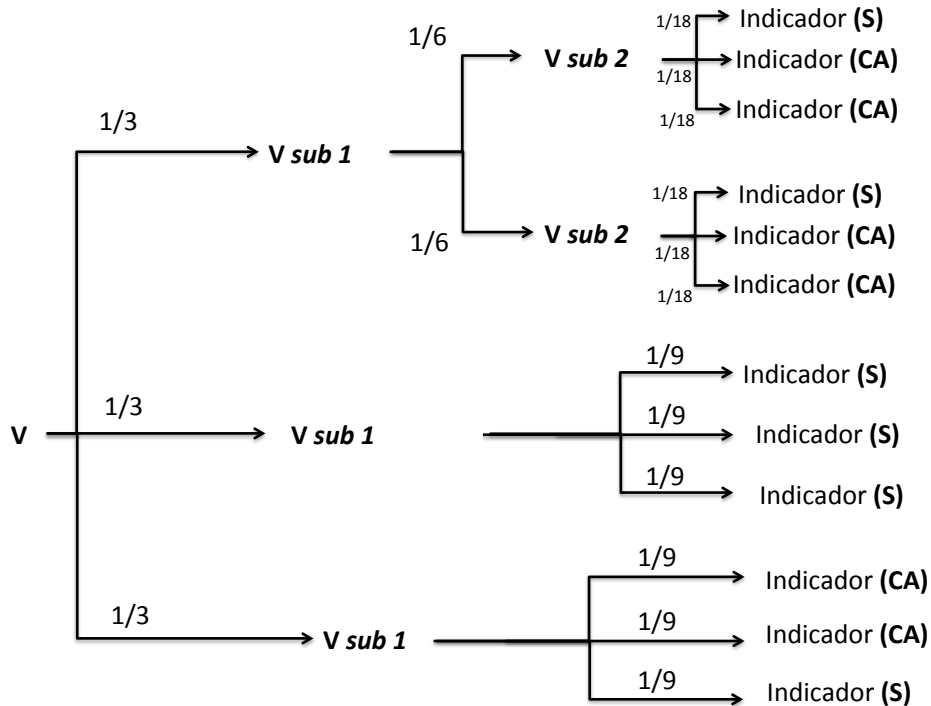 1/18 Indicador (S)
1/6
V sub 2
Indicador (CA)
1/18
1/18 Indicador (CA)
1/3
V sub 1
1/18 Indicador (S)
1/6
V sub 2
Indicador (CA)
1/18
1/18 Indicador (CA)
1/9
Indicador (S)
V
1/3
V sub 1
1/9
Indicador (S)
1/9
Indicador (S)
1/9
Indicador (CA)
1/3
V sub 1
1/9
Indicador (CA)
1/9
Indicador (S)